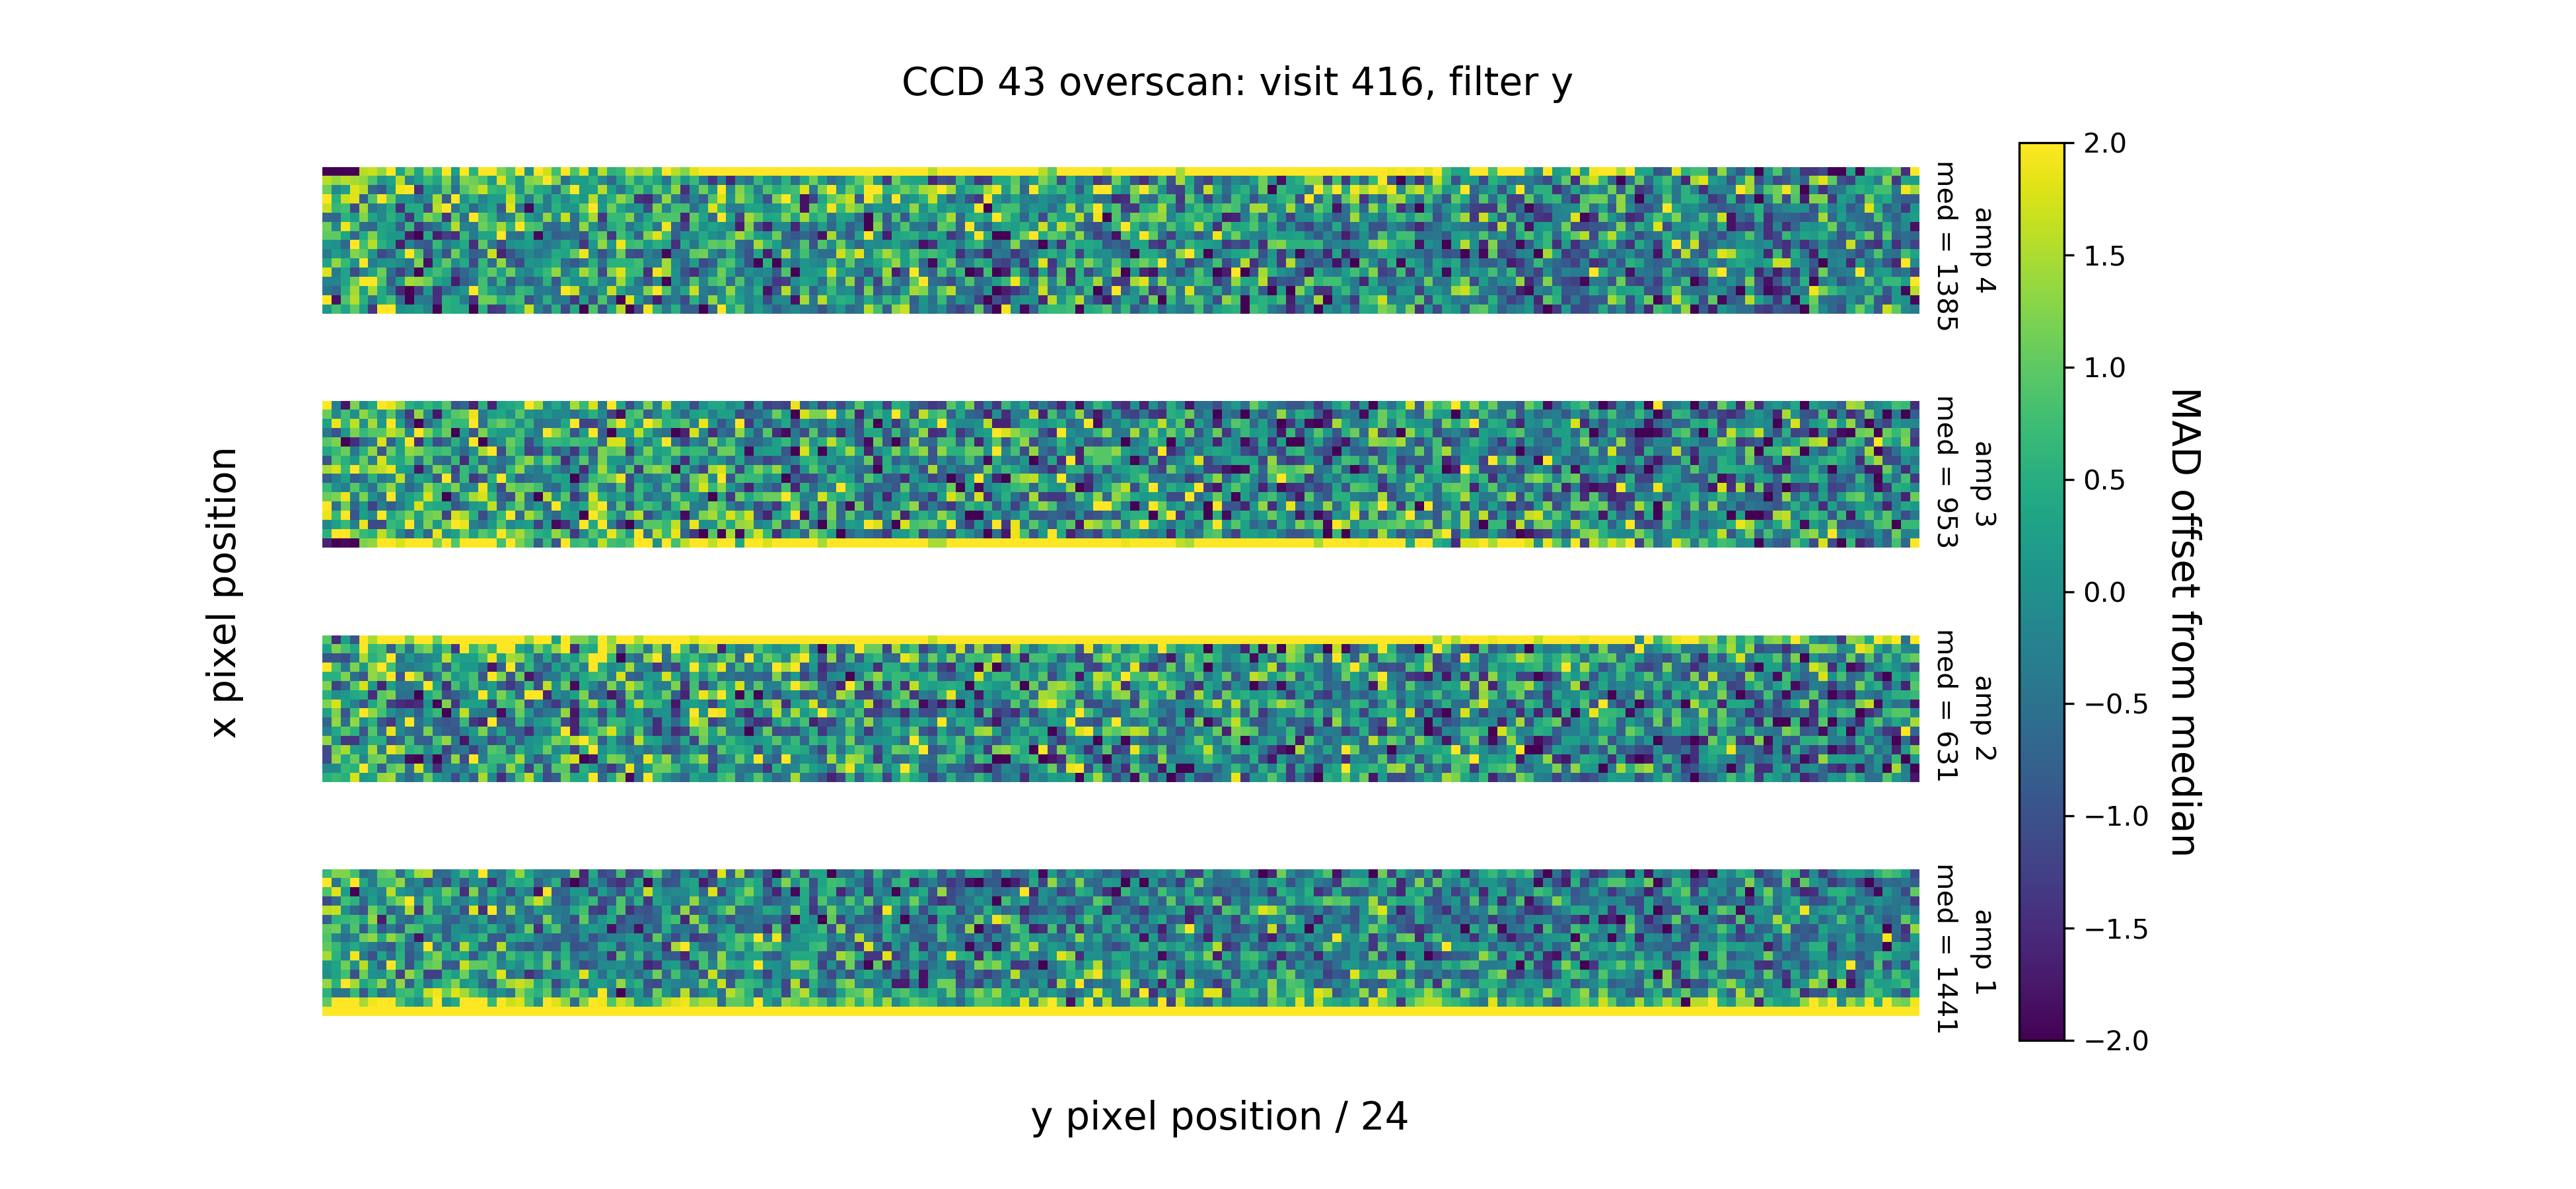 CCD 43 overscan: visit 416, filter y
x pixel position
amp 4
med = 1385
amp 3
med = 953
amp 2
med = 631
amp 1
med = 1441
y pixel position / 24
2.0
1.5
1.0
0.5
0.0
−0.5
−1.0
−1.5
−2.0
MAD offset from median